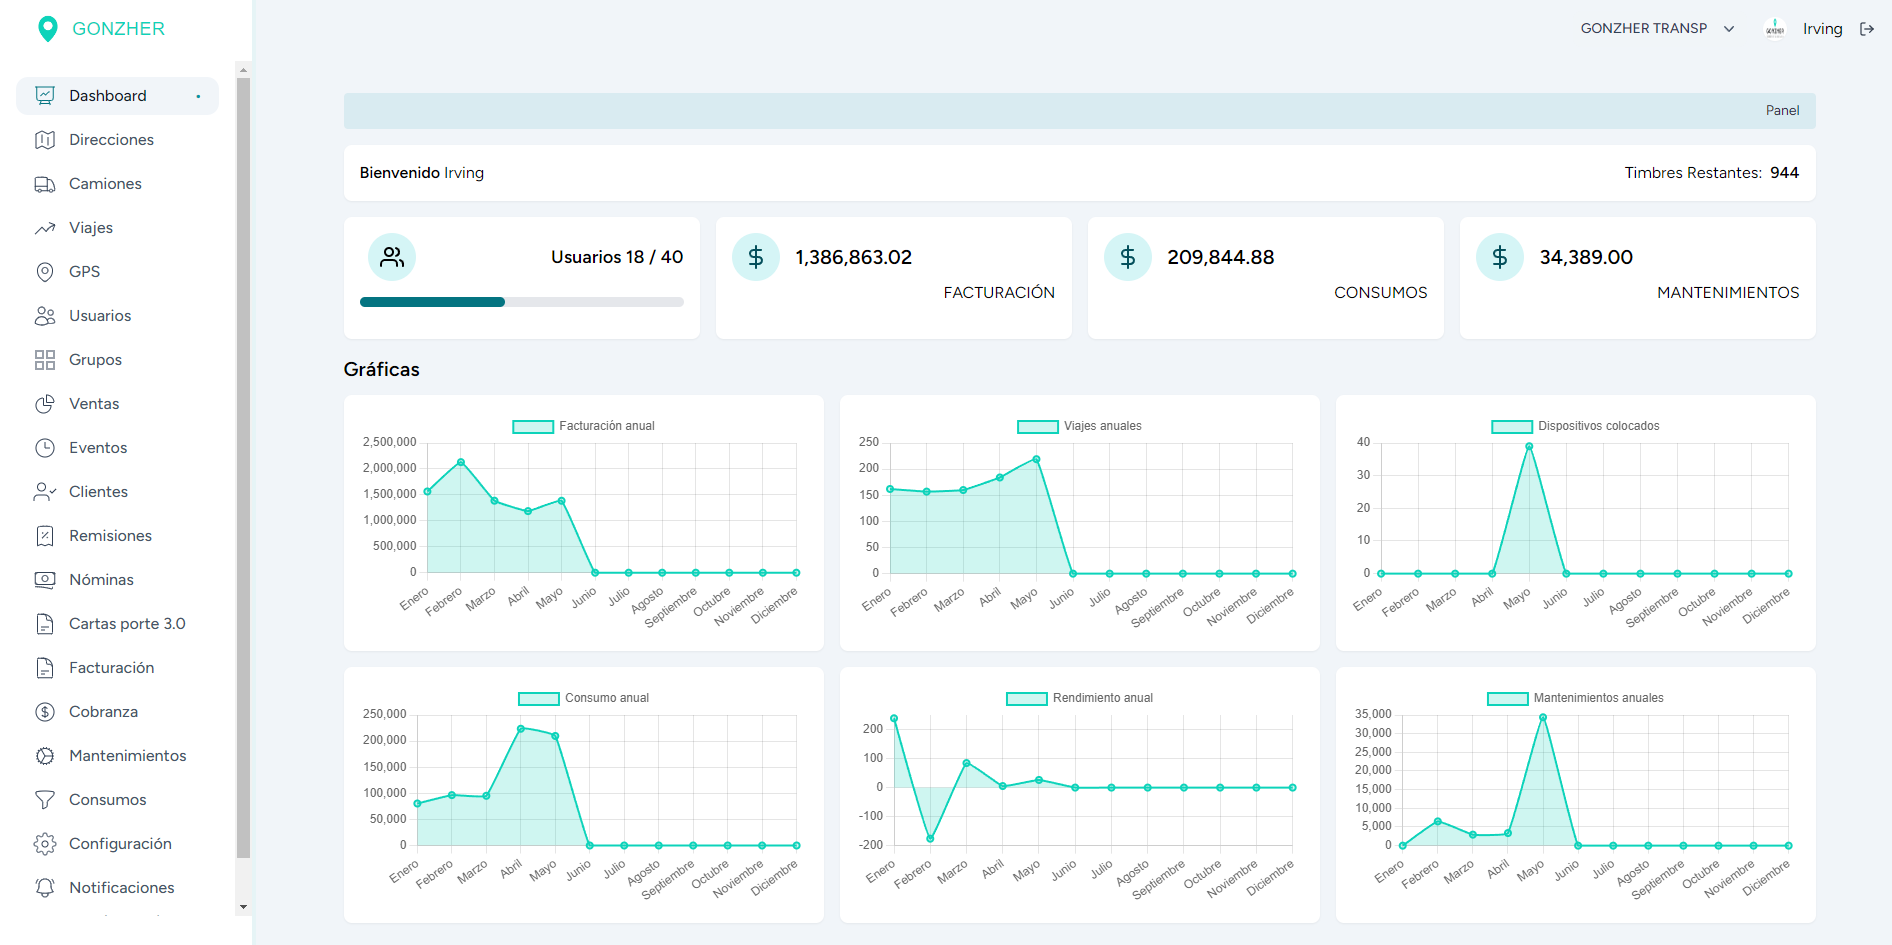 GONZHER
GONZHER TRANSP
Irving
Dashboard
Direcciones
Camiones
Viajes
GPS
Usuarios
Grupos
Ventas
Eventos
Clientes
Remisiones
Nóminas
Cartas porte 3.0
Facturación
Cobranza
Mantenimientos
Consumos
Configuración
Notificaciones
Panel
Bienvenido Irving
Timbres Restantes: 944
Usuarios 18 / 40
$ 1,386,863.02
FACTURACIÓN
$ 209,844.88
CONSUMOS
$ 34,389.00
MANTENIMIENTOS
Gráficas
Facturación anual
2,500,000
2,000,000
1,500,000
1,000,000
500,000
0
Enero Febrero Marzo Abril Mayo Junio Julio Agosto Septiembre Octubre Noviembre Diciembre
Viajes anuales
250
200
150
100
50
0
Enero Febrero Marzo Abril Mayo Junio Julio Agosto Septiembre Octubre Noviembre Diciembre
Dispositivos colocados
40
30
20
10
0
Enero Febrero Marzo Abril Mayo Junio Julio Agosto Septiembre Octubre Noviembre Diciembre
Consumo anual
250,000
200,000
150,000
100,000
50,000
0
Enero Febrero Marzo Abril Mayo Junio Julio Agosto Septiembre Octubre Noviembre Diciembre
Rendimiento anual
200
100
0
-100
-200
Enero Febrero Marzo Abril Mayo Junio Julio Agosto Septiembre Octubre Noviembre Diciembre
Mantenimientos anuales
35,000
30,000
25,000
20,000
15,000
10,000
5,000
0
Enero Febrero Marzo Abril Mayo Junio Julio Agosto Septiembre Octubre Noviembre Diciembre